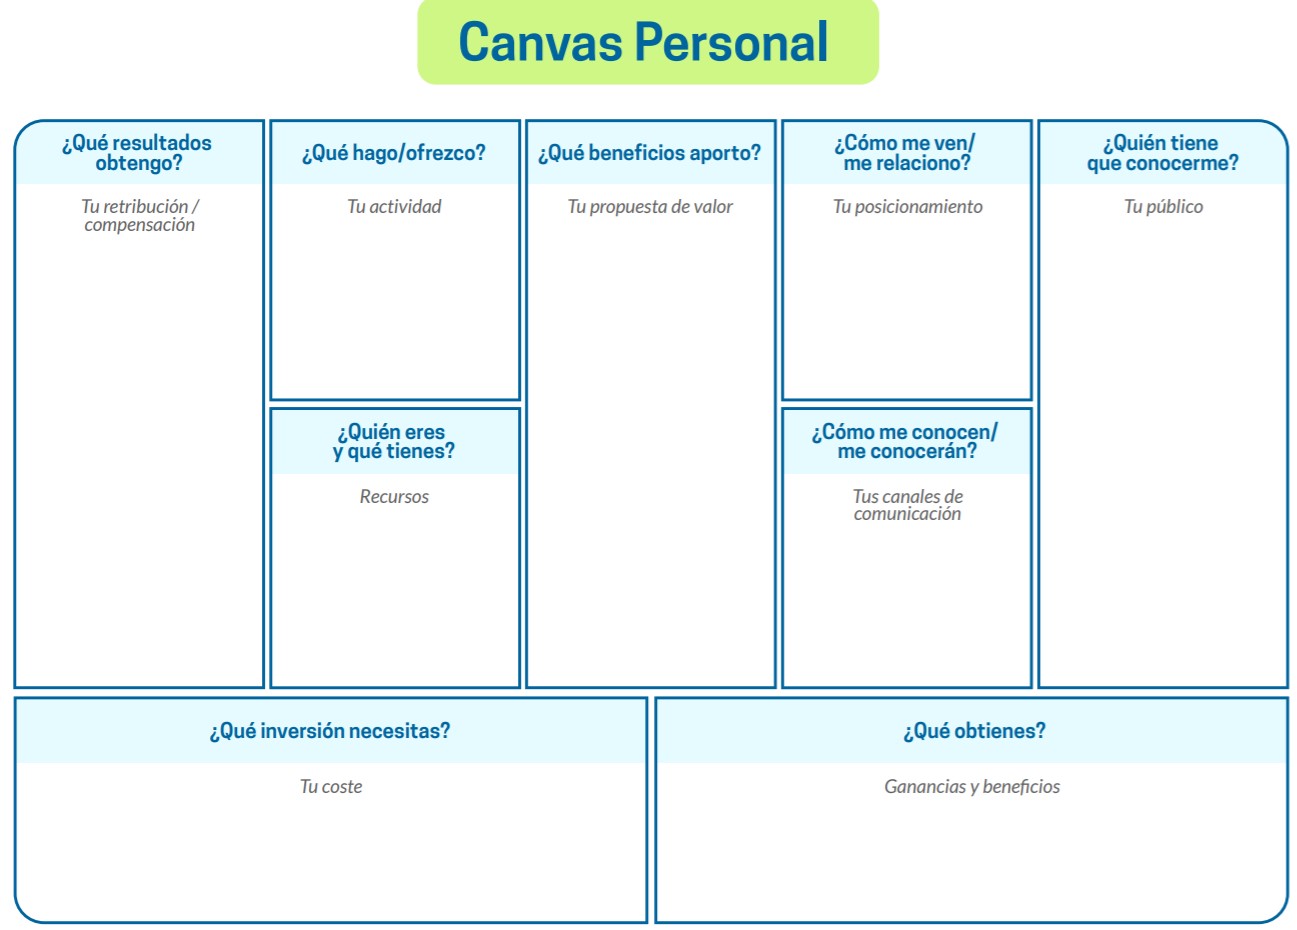 Canvas Personal
¿Qué resultados
obtengo?
Tu retribución /
compensación
¿Qué hago/ofrezco?
Tu actividad
¿Quién eres
y qué tienes?
Recursos
¿Qué beneficios aporto?
Tu propuesta de valor
¿Cómo me ven/
me relaciono?
Tu posicionamiento
¿Cómo me conocen/
me conocerán?
Tus canales de
comunicación
¿Quién tiene
que conocerme?
Tu público
¿Qué inversión necesitas?
Tu coste
¿Qué obtienes?
Ganancias y beneficios